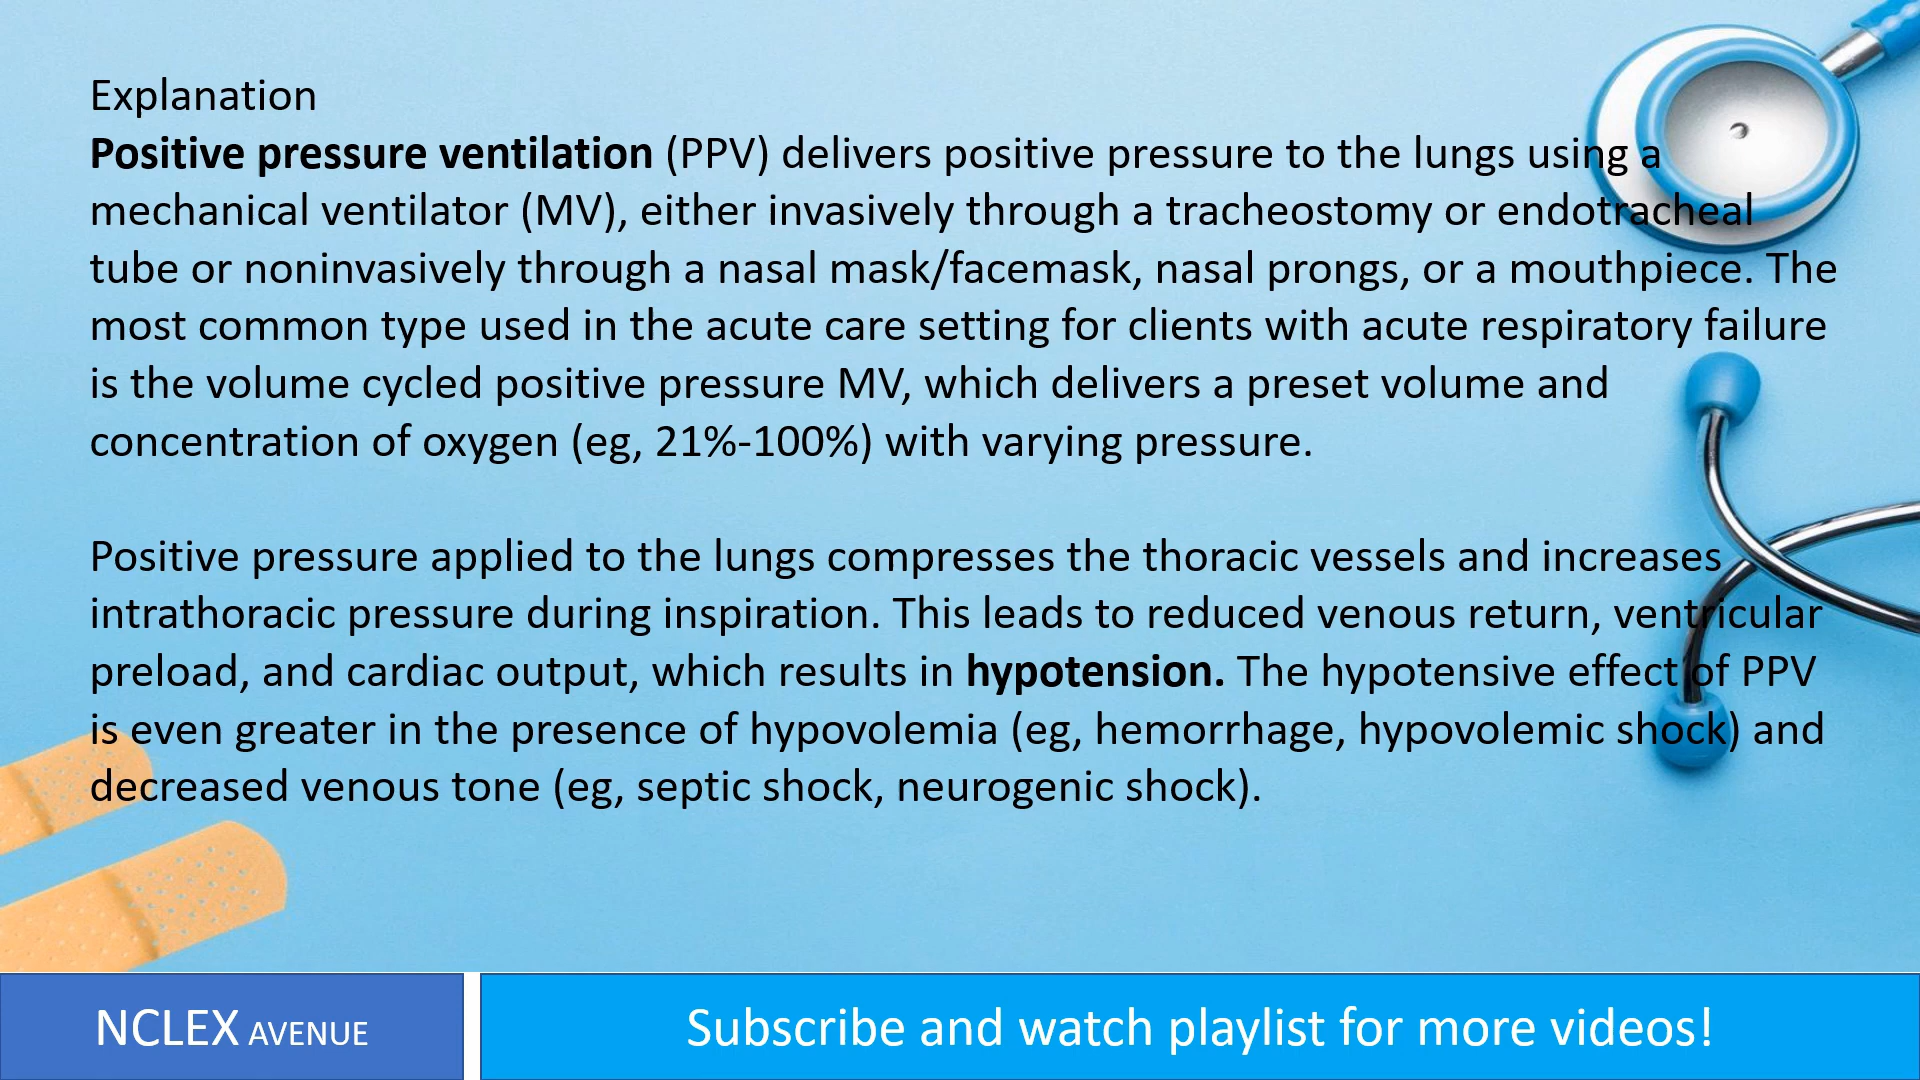 Explanation
Positive pressure ventilation (PPV) delivers positive pressure to the lungs using a
mechanical ventilator (MV), either invasively through a tracheostomy or endotracheal
tube or noninvasively through a nasal mask/facemask, nasal prongs, or a mouthpiece. The
most common type used in the acute care setting for clients with acute respiratory failure
is the volume cycled positive pressure MV, which delivers a preset volume and
concentration of oxygen (eg, 21%-100%) with varying pressure.
Positive pressure applied to the lungs compresses the thoracic vessels and increases
intrathoracic pressure during inspiration. This leads to reduced venous return, ventricular
preload, and cardiac output, which results in hypotension. The hypotensive effect of PPV
is even greater in the presence of hypovolemia (eg, hemorrhage, hypovolemic shock) and
decreased venous tone (eg, septic shock, neurogenic shock).
NCLEX AVENUE
Subscribe and watch playlist for more videos!